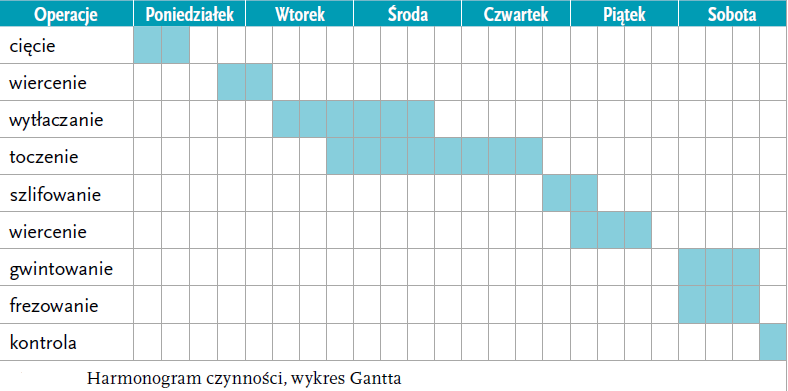 Operacje Poniedziałek Wtorek Środa Czwartek Piątek Sobota
cięcie
wiercenie
wytłaczanie
toczenie
szlifowanie
wiercenie
gwintowanie
frezowanie
kontrola
Harmonogram czynności, wykres Gantta